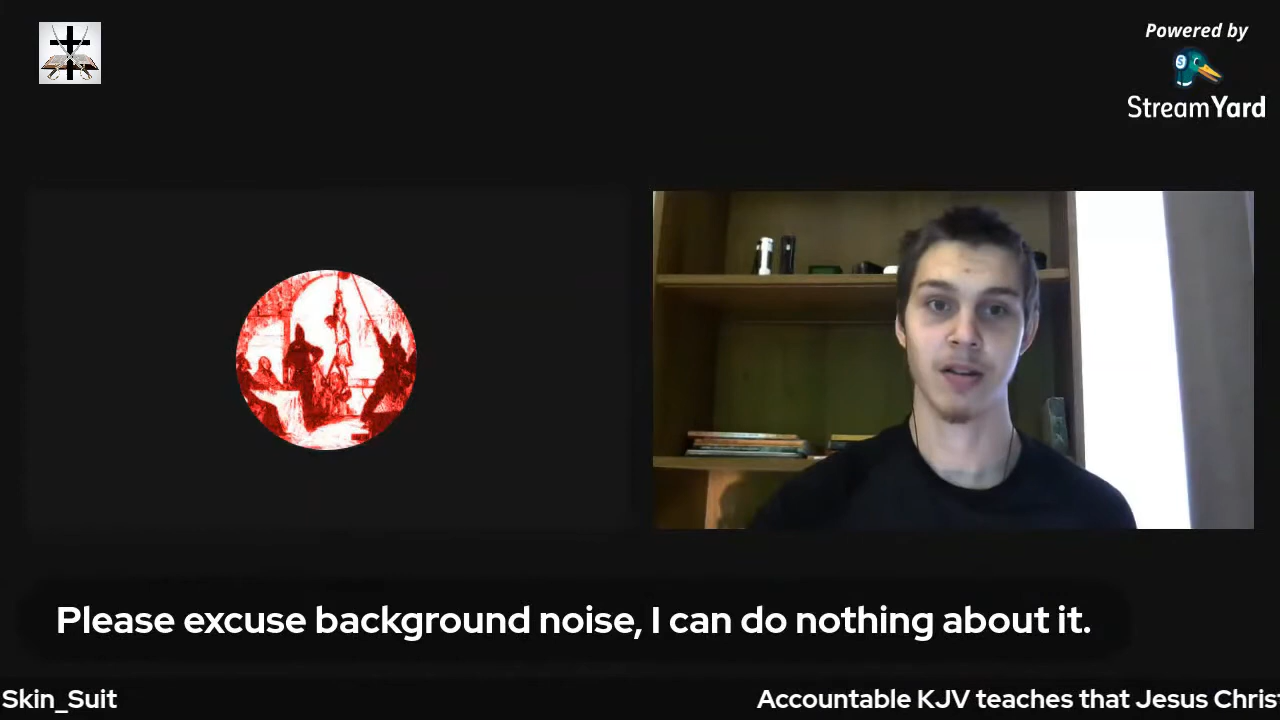 Powered by
StreamYard
Please excuse background noise, I can do nothing about it.
Skin_Suit
Accountable KJV teaches that Jesus Chris